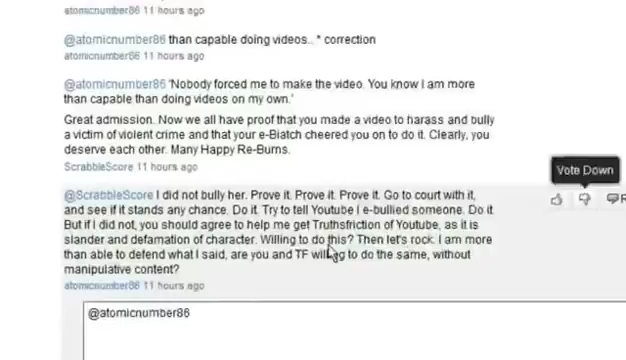 atomicnumber86 11 hours ago
@atomicnumber86 than capable doing videos.. * correction
atomicnumber86 11 hours ago
@atomicnumber86 'Nobody forced me to make the video. You know I am more
than capable than doing videos on my own.'
Great admission. Now we all have proof that you made a video to harass and bully
a victim of violent crime and that your e-Biatch cheered you on to do it. Clearly, you
deserve each other. Many Happy Re-Burns.
ScrabbleScore 11 hours ago
Vote Down
@ScrabbleScore I did not bully her. Prove it. Prove it. Prove it. Go to court with it,
and see if it stands any chance. Do it. Try to tell Youtube I e-bullied someone. Do it
But if I did not, you should agree to help me get Truthsfriction of Youtube, as it is
slander and defamation of character. Willing to do this? Then let's rock. I am more
than able to defend what I said, are you and TF willing to do the same, without
manipulative content?
atomicnumber86 11 hours ago
@atomicnumber86